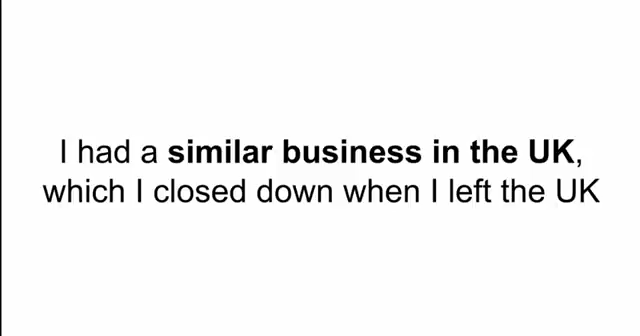 I had a similar business in the UK,
which I closed down when I left the UK